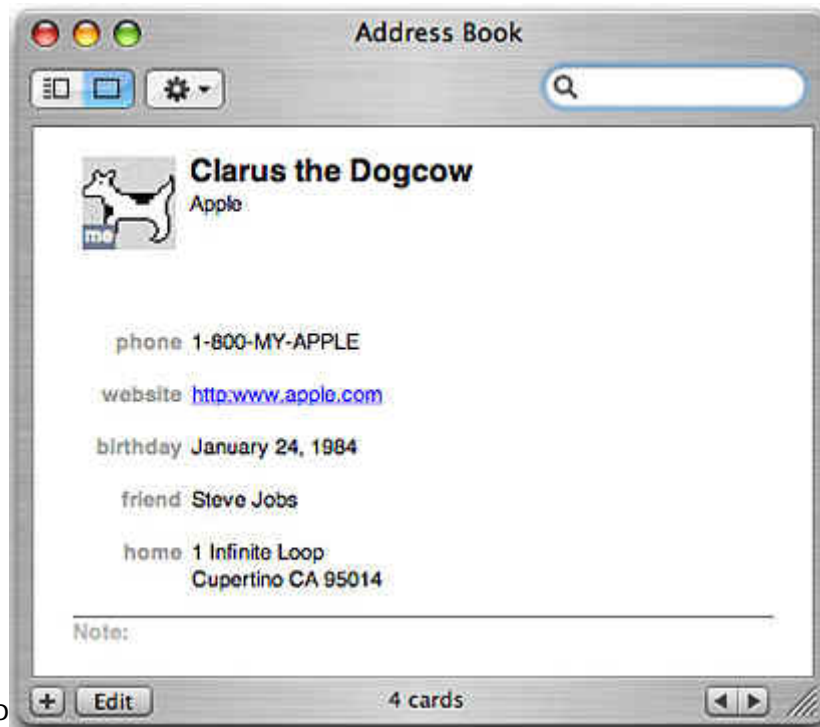 Address Book
Clarus the Dogcow
Apple
me
phone 1-800-MY-APPLE
website http:www.apple.com
birthday January 24, 1984
friend Steve Jobs
home 1 Infinite Loop
Cupertino CA 95014
Note:
o + Edit 4 cards